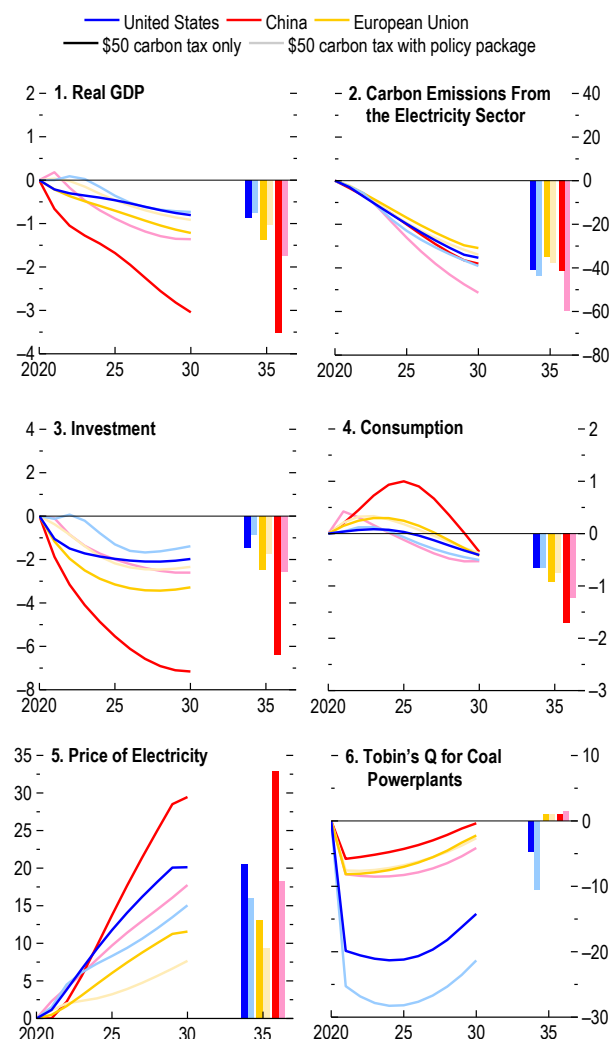 United States China European Union
$50 carbon tax only $50 carbon tax with policy package
1. Real GDP
2
1
0
–1
–2
–3
–4
2020 25 30 35
2. Carbon Emissions From
the Electricity Sector
40
20
0
–20
–40
–60
–80
2020 25 30 35
3. Investment
4
2
0
–2
–4
–6
–8
2020 25 30 35
4. Consumption
2
1
0
–1
–2
–3
2020 25 30 35
5. Price of Electricity
35
30
25
20
15
10
5
0
2020 25 30 35
6. Tobin’s Q for Coal
Powerplants
10
0
–10
–20
–30
2020 25 30 35